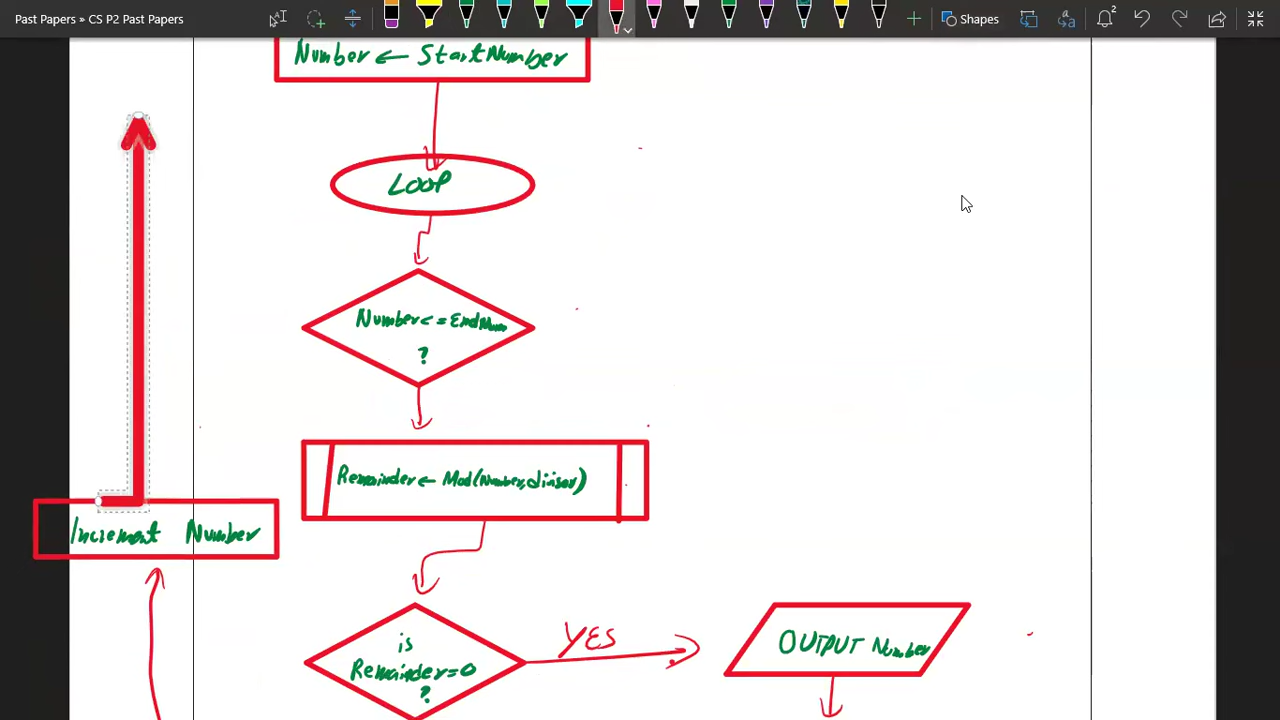 Past Papers » CS P2 Past Papers
Shapes
2
Number ← StartNumber
LOOP
Number <= EndNum
?
Remainder ← Mod(Number, divisor)
Increment Number
is
Remainder=0
?
YES
OUTPUT Number